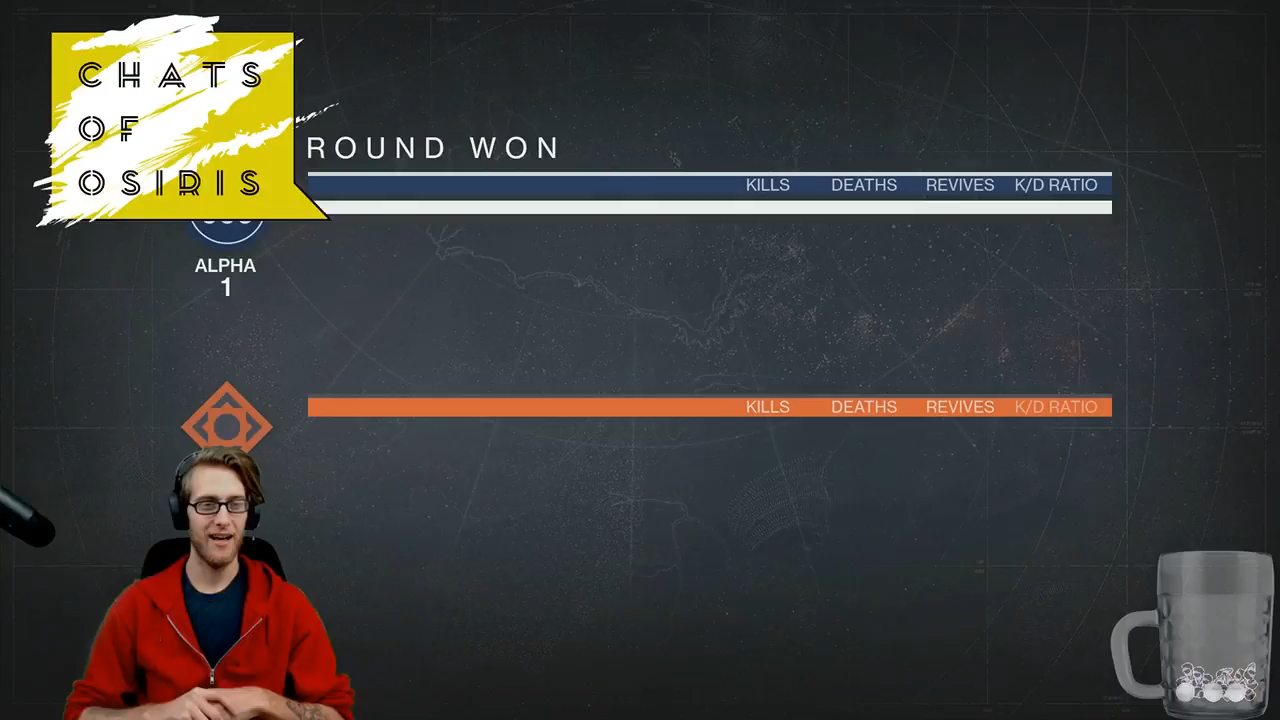 CHATS
OF
OSIRIS
ROUND WON
KILLS DEATHS REVIVES K/D RATIO
ALPHA
1
KILLS DEATHS REVIVES K/D RATIO